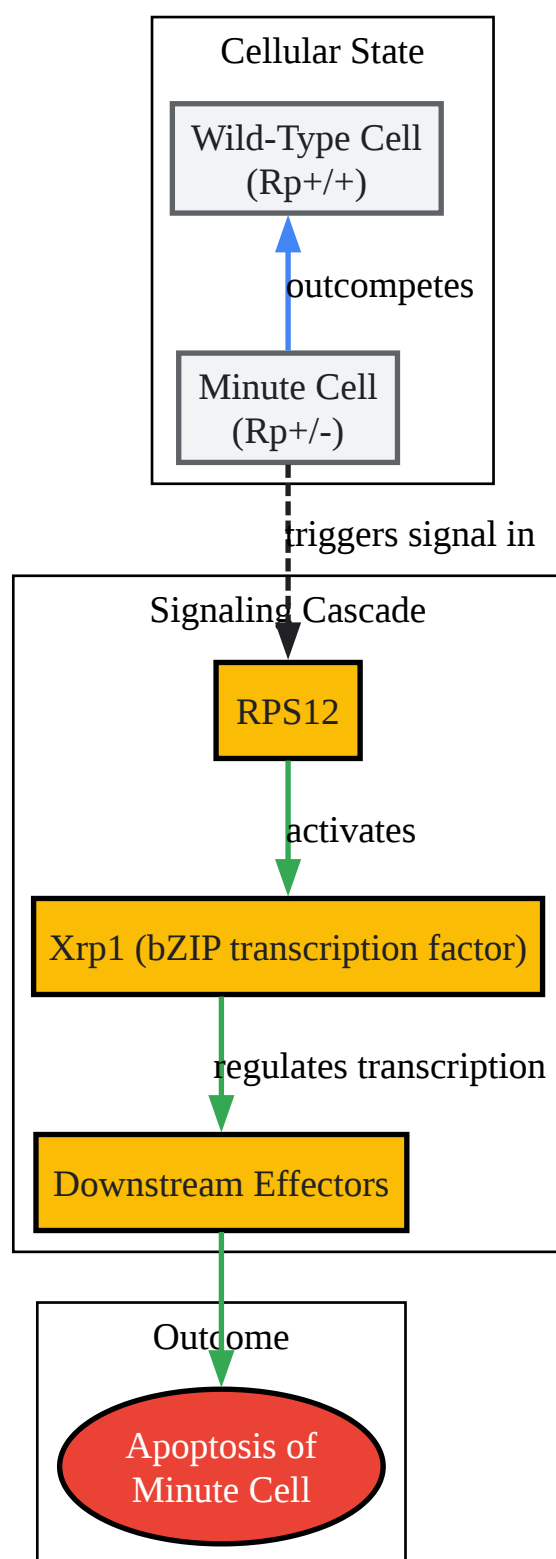 Cellular State
Wild-Type Cell
(Rp+/+)
outcompetes
Minute Cell
(Rp+/-)
triggers signal in
Signaling Cascade
RPS12
activates
Xrp1 (bZIP transcription factor)
regulates transcription
Downstream Effectors
Outcome
Apoptosis of
Minute Cell